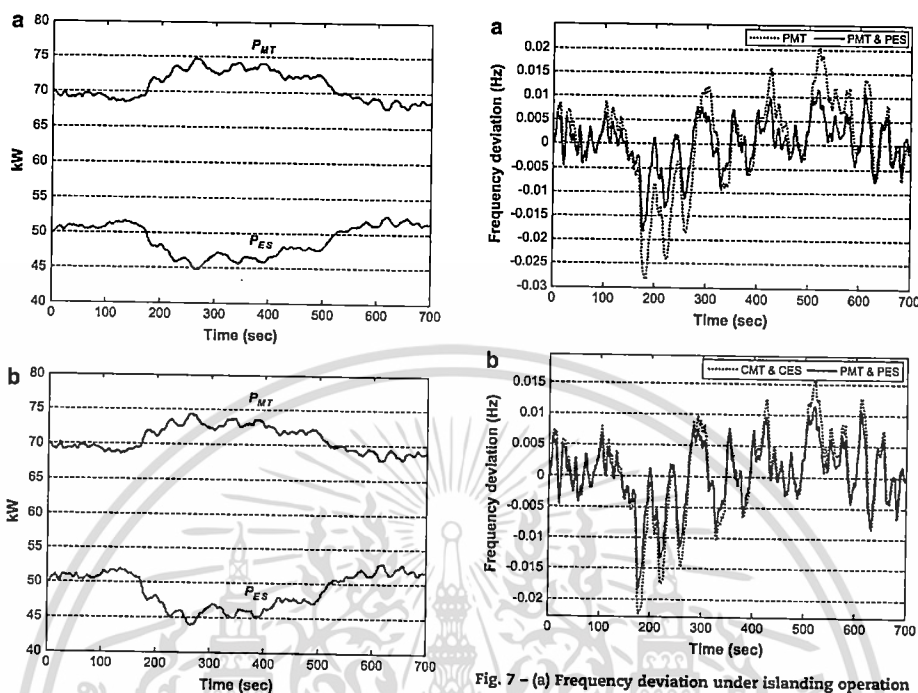 a
80
75
70
65
60
55
50
45
40
kW
P_MT
P_ES
0 100 200 300 400 500 600 700
Time (sec)
b
80
75
70
65
60
55
50
45
40
kW
P_MT
P_ES
0 100 200 300 400 500 600 700
Time (sec)
a
PMT PMT & PES
0.02
0.015
0.01
0.005
0
-0.005
-0.01
-0.015
-0.02
-0.025
-0.03
Frequency deviation (Hz)
0 100 200 300 400 500 600 700
Time (sec)
b
CMT & CES PMT & PES
0.015
0.01
0.005
0
-0.005
-0.01
-0.015
-0.02
Frequency deviation (Hz)
0 100 200 300 400 500 600 700
Time (sec)
Fig. 7 – (a) Frequency deviation under islanding operation